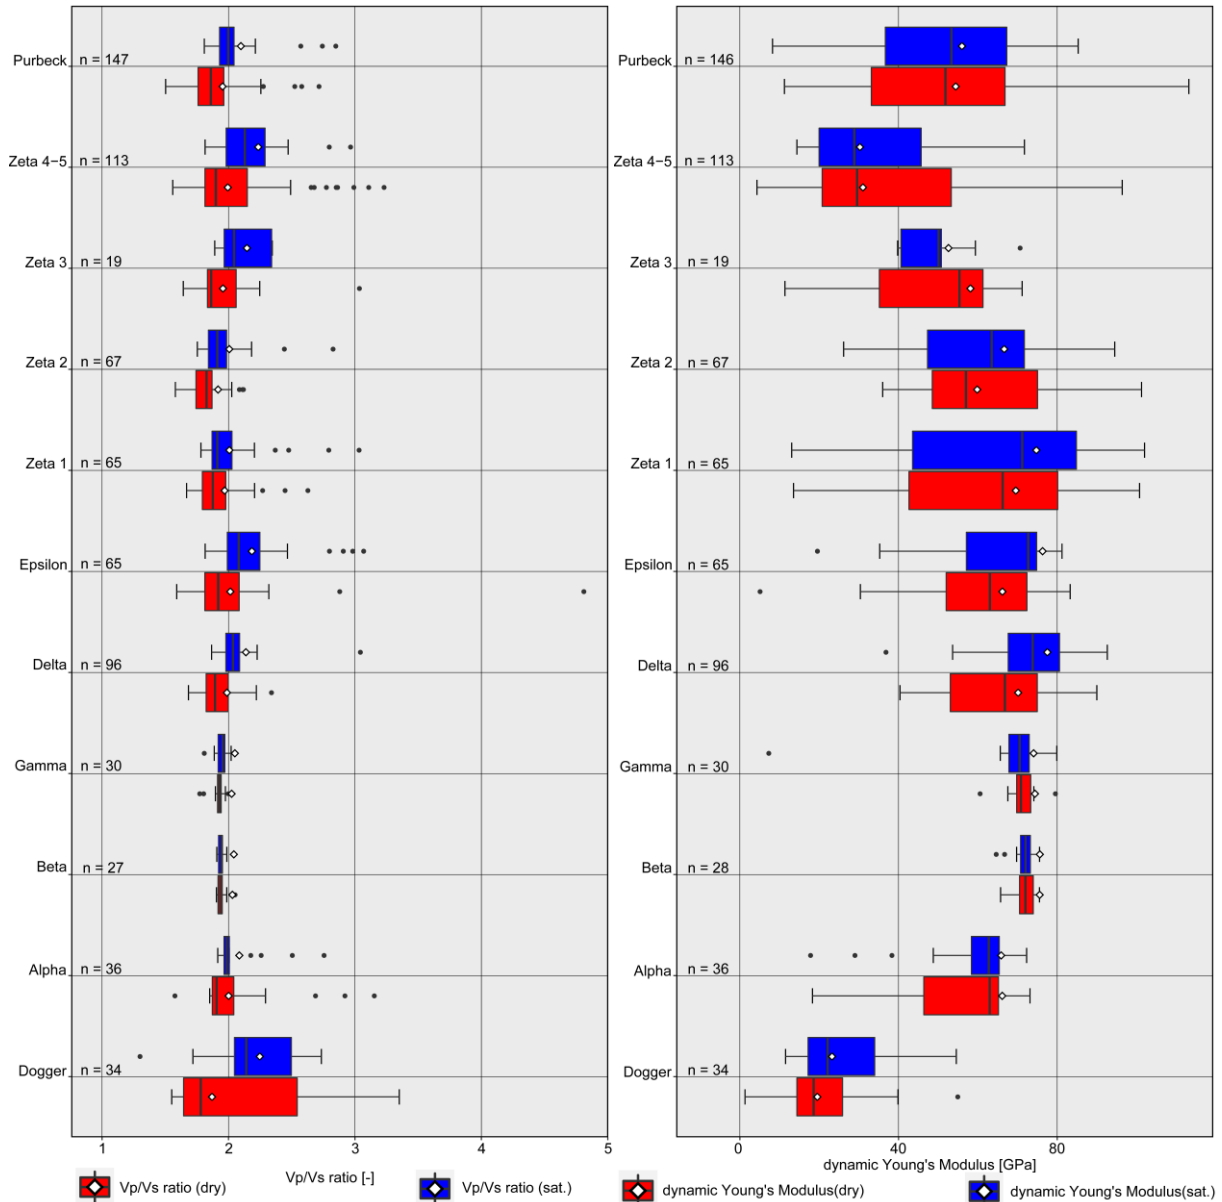 Purbeck n = 147
Zeta 4−5 n = 113
Zeta 3 n = 19
Zeta 2 n = 67
Zeta 1 n = 65
Epsilon n = 65
Delta n = 96
Gamma n = 30
Beta n = 27
Alpha n = 36
Dogger n = 34
1 2 3 4 5
Vp/Vs ratio [-]
Vp/Vs ratio (dry)
Vp/Vs ratio (sat.)
Purbeck n = 146
Zeta 4−5 n = 113
Zeta 3 n = 19
Zeta 2 n = 67
Zeta 1 n = 65
Epsilon n = 65
Delta n = 96
Gamma n = 30
Beta n = 28
Alpha n = 36
Dogger n = 34
0 40 80
dynamic Young's Modulus [GPa]
dynamic Young's Modulus(dry)
dynamic Young's Modulus(sat.)